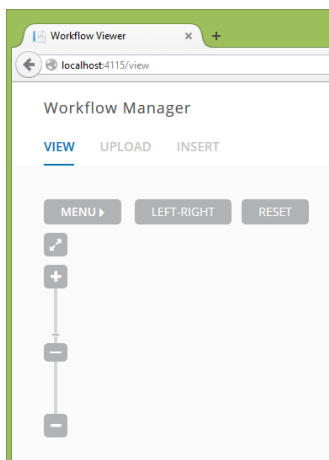 Workflow Viewer
localhost:4115/view
Workflow Manager
VIEW UPLOAD INSERT
MENU LEFT-RIGHT RESET